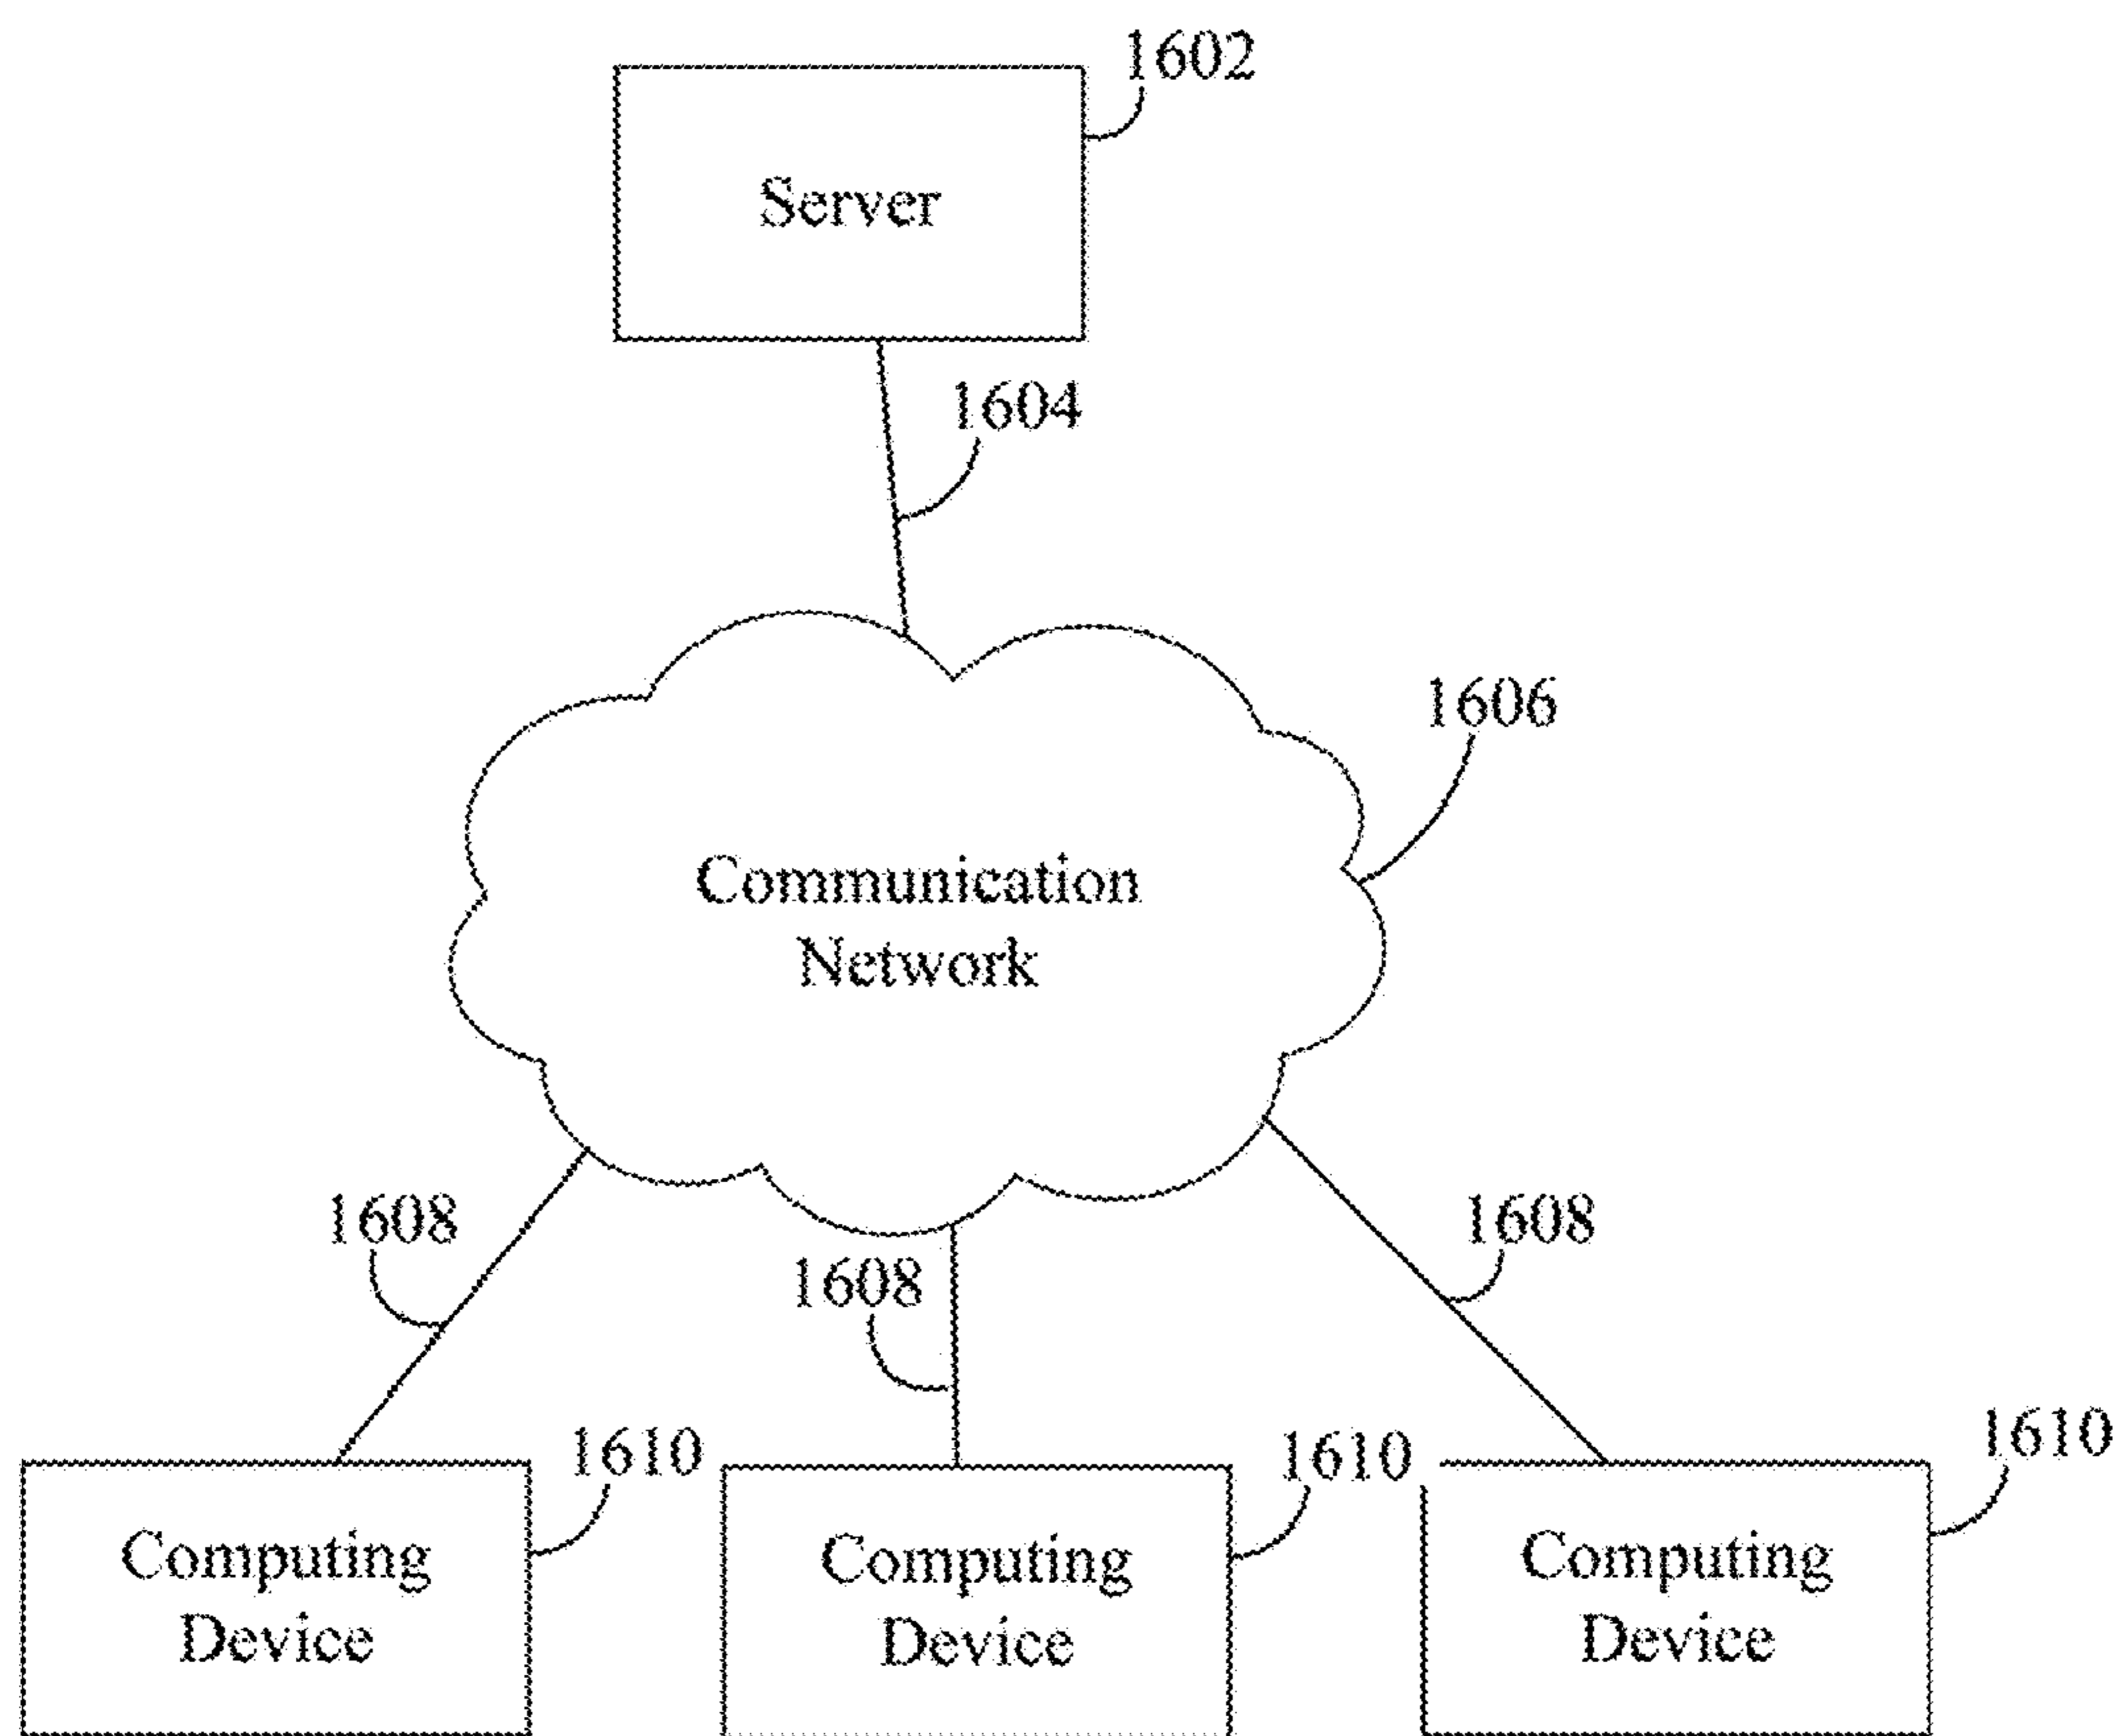 1602
Server
1604
1606
Communication
Network
1608
1608
1608
1610
1610
1610
Computing
Device
Computing
Device
Computing
Device